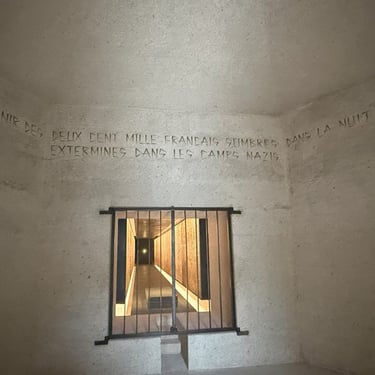 NIR DES DEUX CENT MILLE FRANCAIS SOMBRES DANS LA NUIT
EXTERMINES DANS LES CAMPS NAZIS